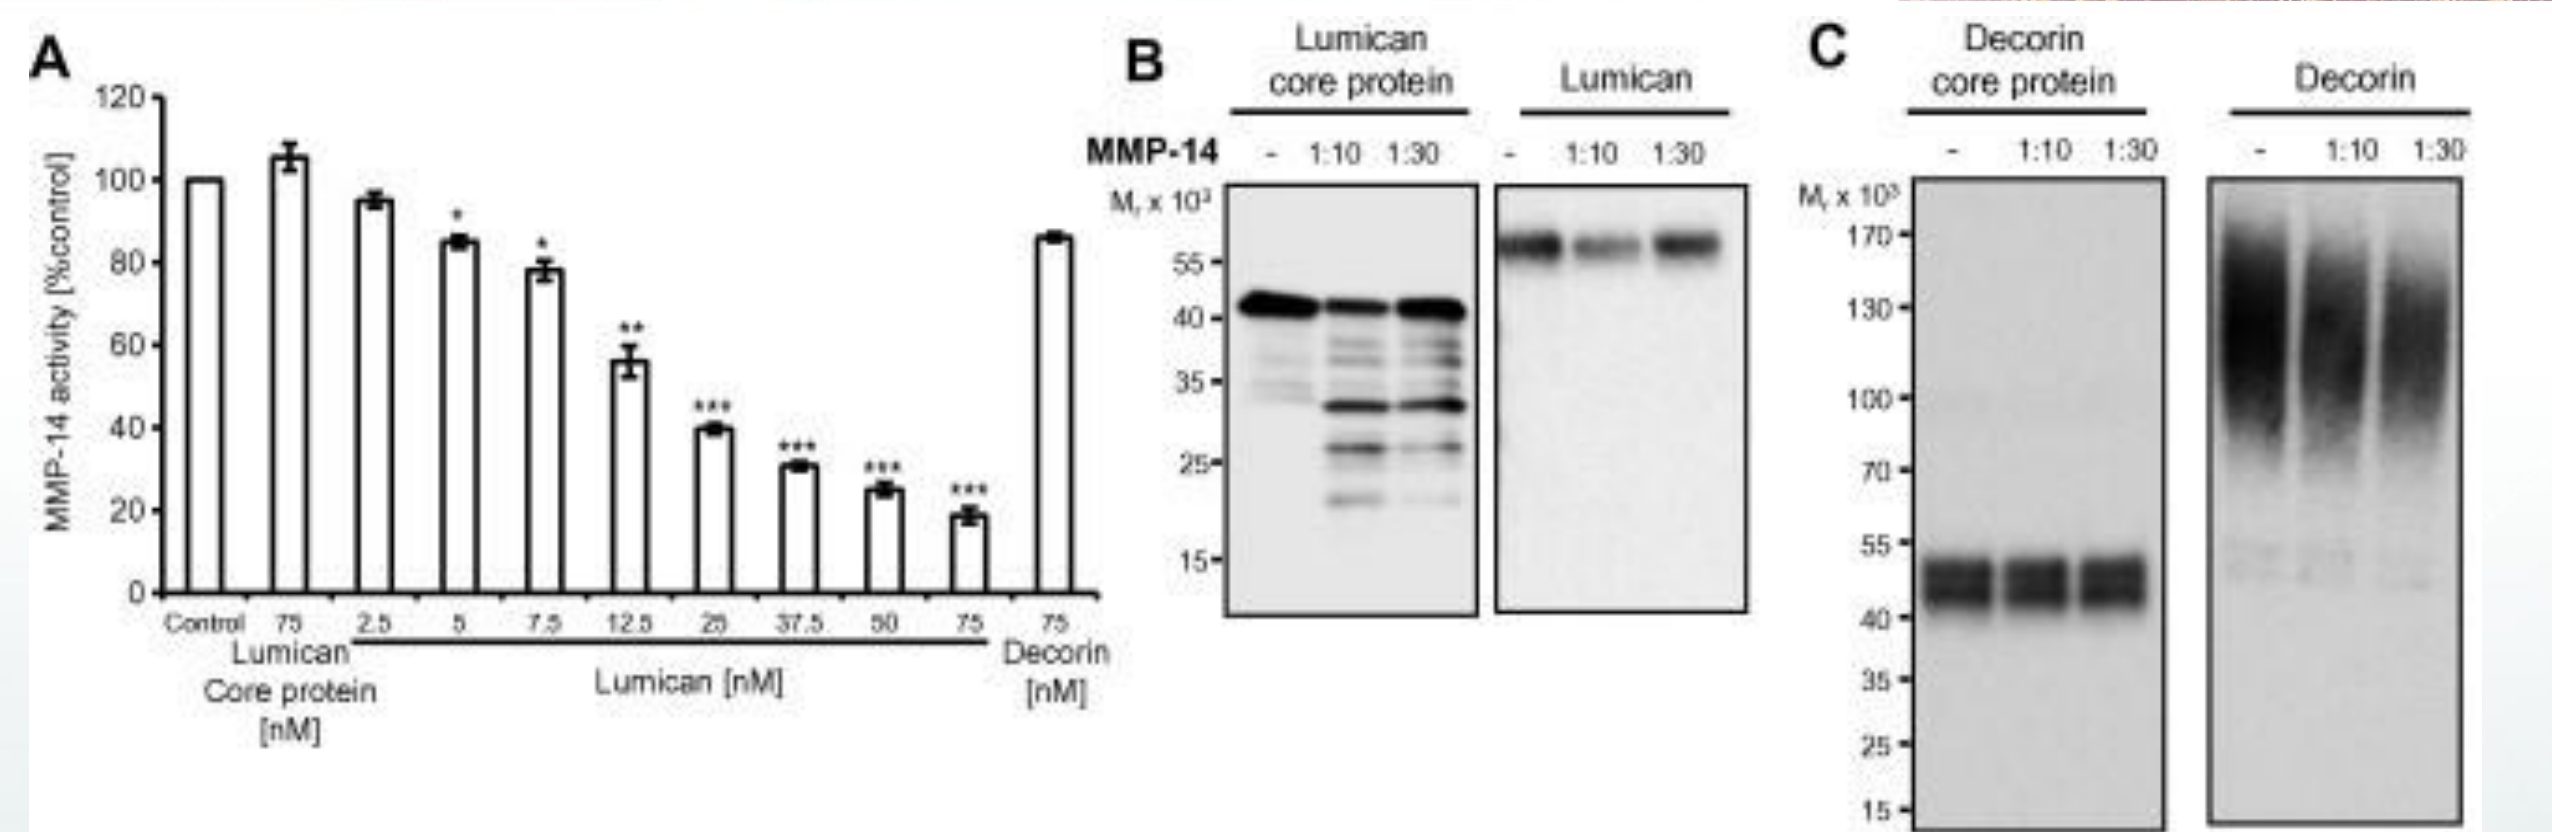 A
MMP-14 activity [%control]
120
100
80
60
40
20
0
*
*
**
***
***
***
***
Control 75 2.5 5 7.5 12.5 25 37.5 50 75 75
Lumican
Core protein
[nM]
Lumican [nM]
Decorin
[nM]
B
Lumican
core protein
Lumican
MMP-14 - 1:10 1:30 - 1:10 1:30
Mr x 10³
55
40
35
25
15
C
Decorin
core protein
Decorin
- 1:10 1:30 - 1:10 1:30
Mr x 10³
170
130
100
70
55
40
35
25
15